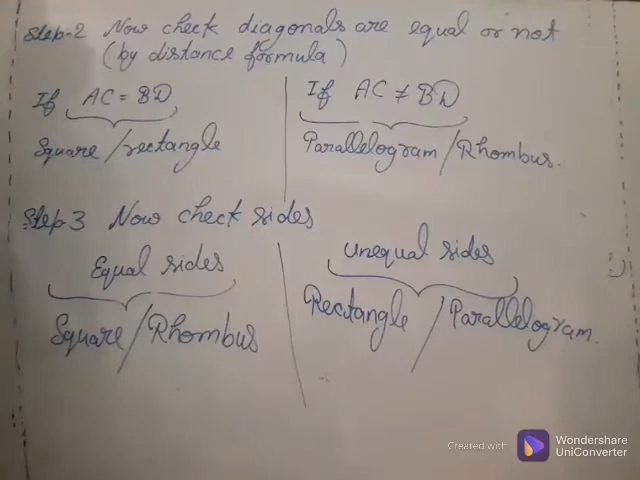 Step-2 Now check diagonals are equal or not
(by distance formula)
If AC = BD
Square/rectangle
If AC ≠ BD
Parallelogram/Rhombus.
Step 3 Now check sides
Equal sides
Square/Rhombus
Unequal sides
Rectangle/Parallelogram.
Created with Wondershare
UniConverter